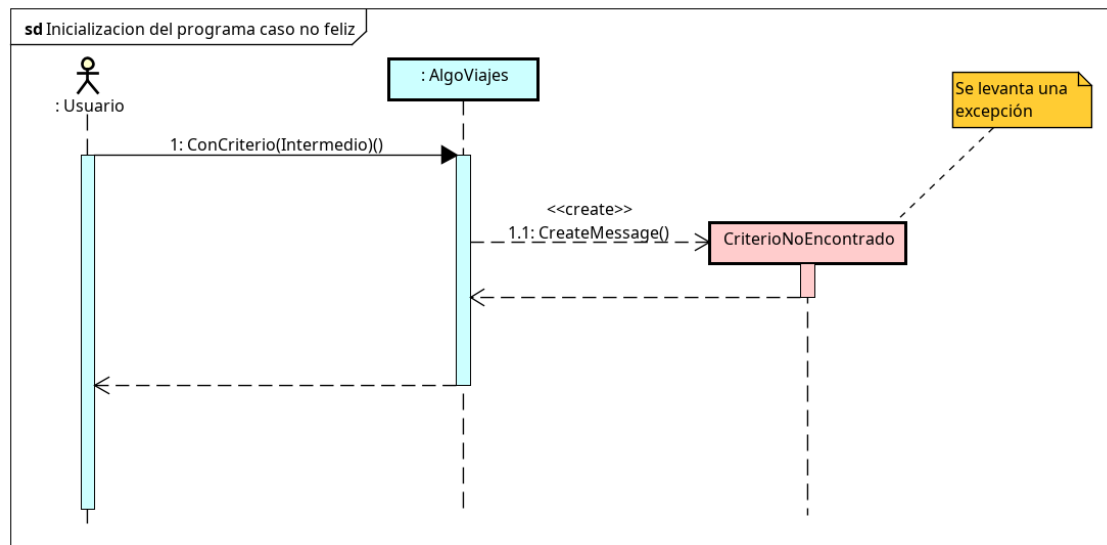 sd Inicializacion del programa caso no feliz
: Usuario
: AlgoViajes
Se levanta una
excepción
1: ConCriterio(Intermedio)()
<<create>>
1.1: CreateMessage()
CriterioNoEncontrado